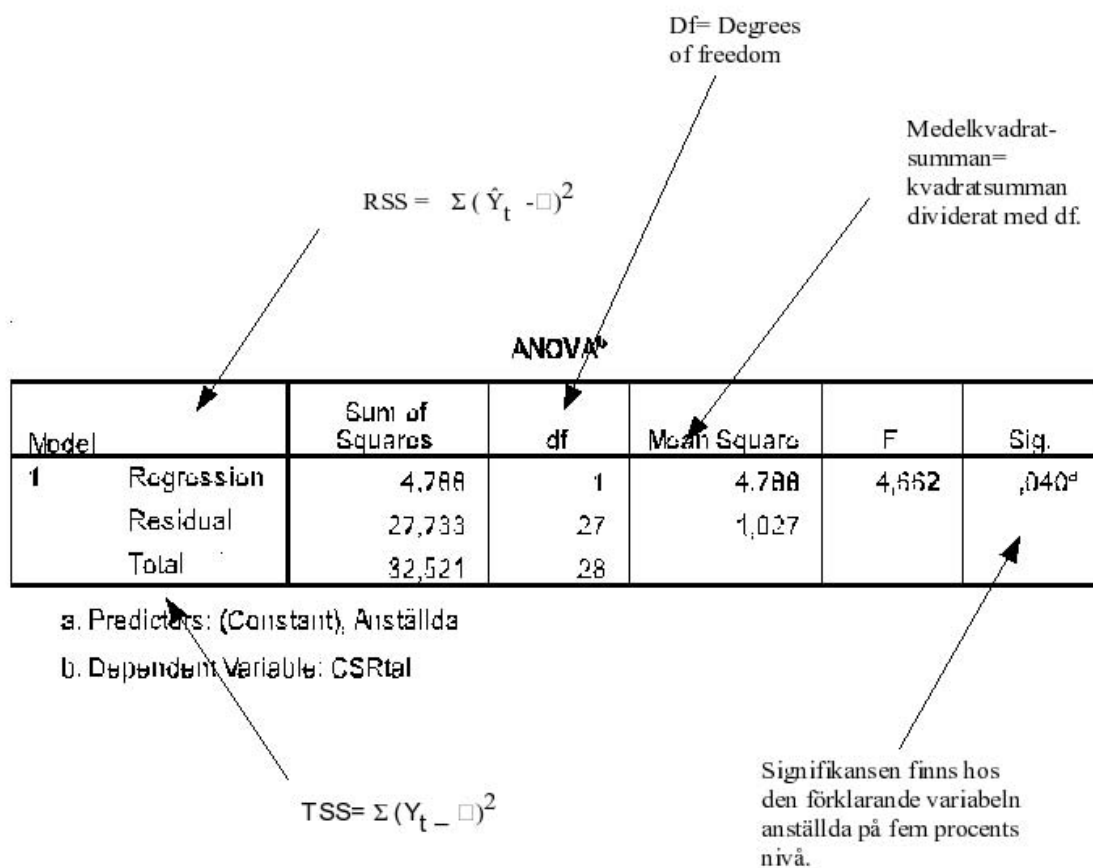 Df= Degrees
of freedom
Medelkvadrat-
summan=
kvadratsumman
dividerat med df.
RSS = Σ ( Ŷt -□)²
ANOVAᵇ
Model Sum of Squares df Mean Square F Sig.
1 Regression 4,788 1 4,788 4,662 ,040ᵃ
Residual 27,733 27 1,027
Total 32,521 28
a. Predictors: (Constant), Anställda
b. Dependent Variable: CSRtal
TSS= Σ (Yt – □)²
Signifikansen finns hos
den förklarande variabeln
anställda på fem procents
nivå.